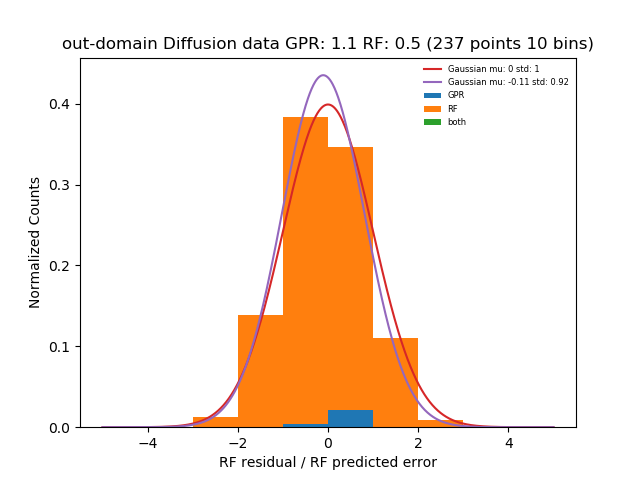 out-domain Diffusion data GPR: 1.1 RF: 0.5 (237 points 10 bins)
Gaussian mu: 0 std: 1
Gaussian mu: -0.11 std: 0.92
GPR
RF
both
Normalized Counts
0.4
0.3
0.2
0.1
0.0
−4 −2 0 2 4
RF residual / RF predicted error